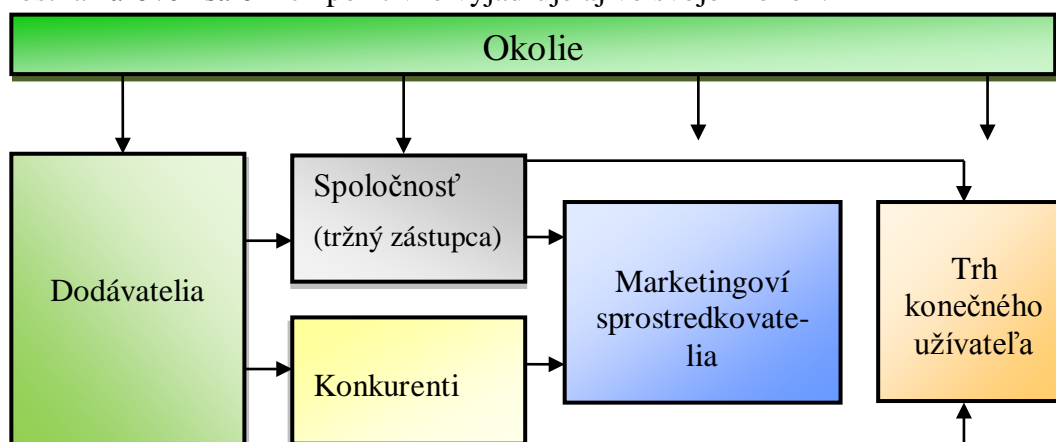 Okolie
Spoločnosť
(tržný zástupca)
Dodávatelia
Marketingoví
sprostredkovate-
lia
Trh
konečného
užívateľa
Konkurenti